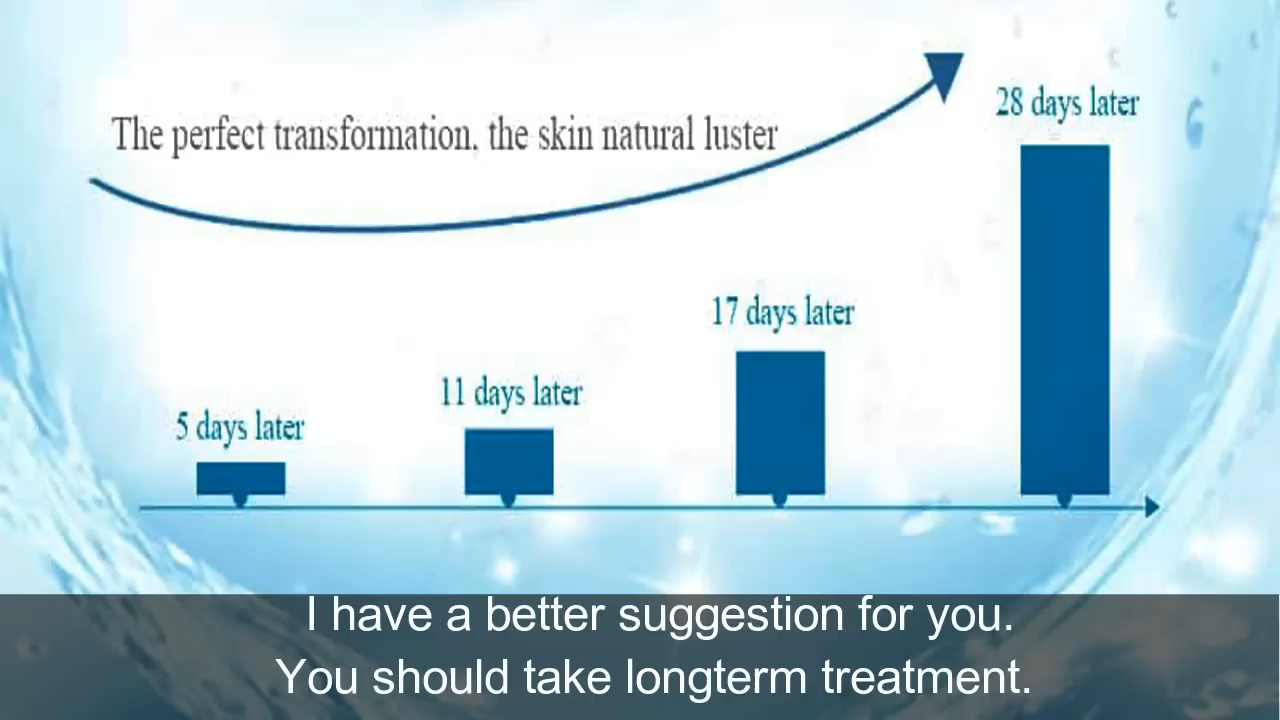 The perfect transformation, the skin natural luster
28 days later
17 days later
11 days later
5 days later
I have a better suggestion for you.
You should take longterm treatment.